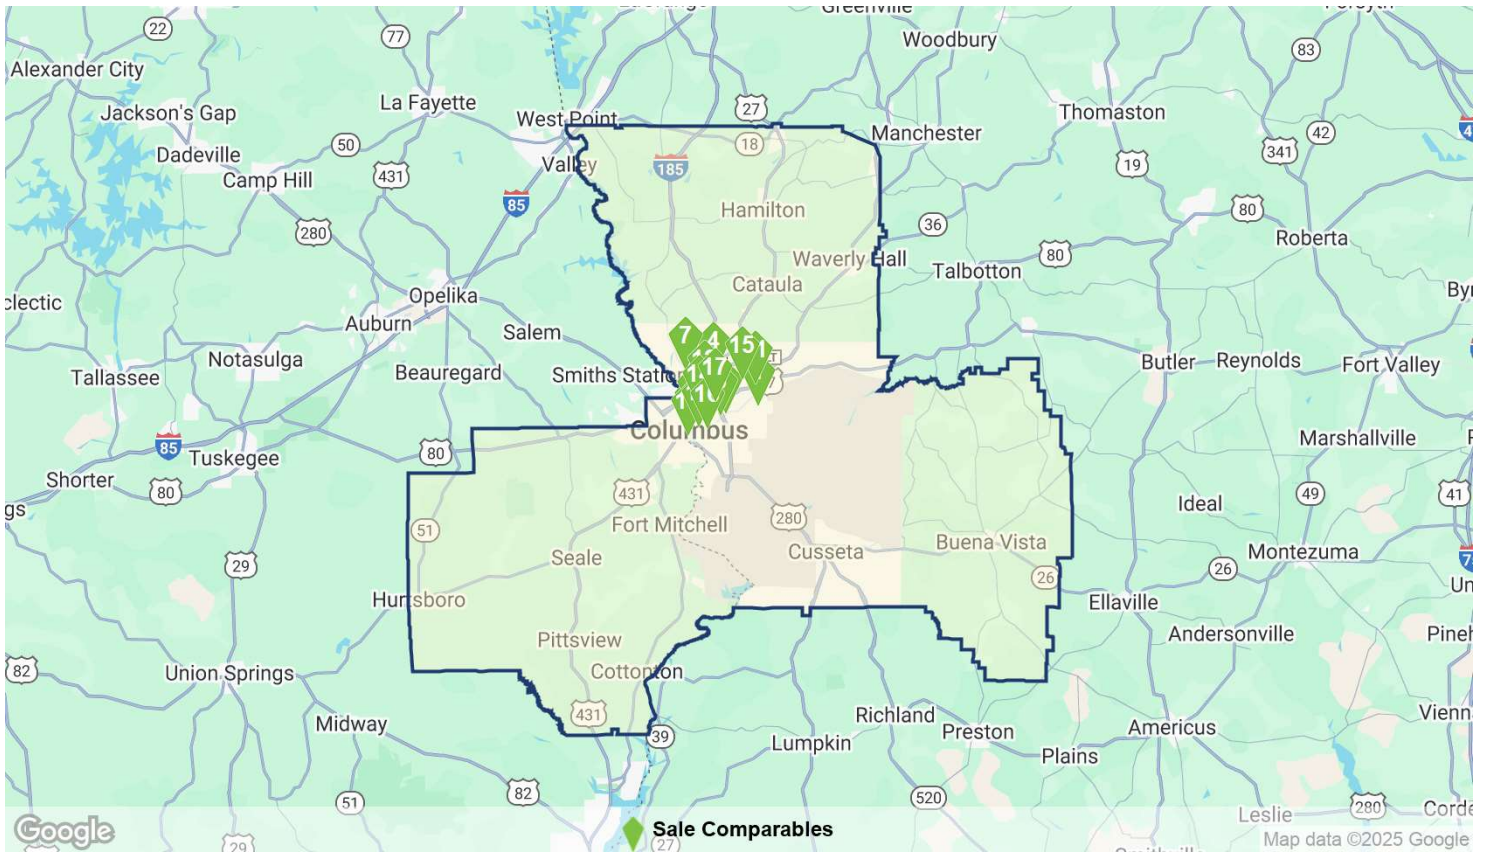 22
77
LaGrange
Greenville
Forsyth
Woodbury
83
Alexander City
La Fayette
27
Thomaston
Jackson's Gap
West Point
18
Manchester
42
Dadeville
50
Valley
185
19
341
Camp Hill
431
85
Hamilton
80
280
36
Roberta
Waverly Hall
80
Talbotton
clectic
Opelika
Cataula
Auburn
Salem
7
4
15
Notasulga
Smiths Station
17
Butler
Reynolds
Fort Valley
Tallassee
Beauregard
Columbus
85
Tuskegee
80
Marshallville
Shorter
80
431
49
41
gs
Ideal
51
Fort Mitchell
280
Buena Vista
Montezuma
29
Seale
Cusseta
26
26
Hurtsboro
Ellaville
Pittsview
Andersonville
82
Union Springs
Cottonton
Midway
431
39
Richland
Preston
Americus
Lumpkin
Plains
82
51
520
Leslie
280
Google
29
Sale Comparables
27
Map data ©2025 Google